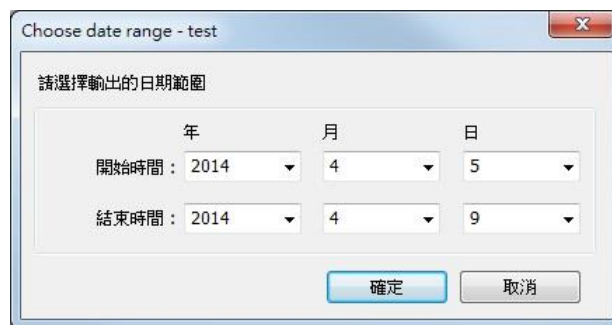 Choose date range - test
請選擇輸出的日期範圍
年 月 日
開始時間： 2014 4 5
結束時間： 2014 4 9
確定 取消